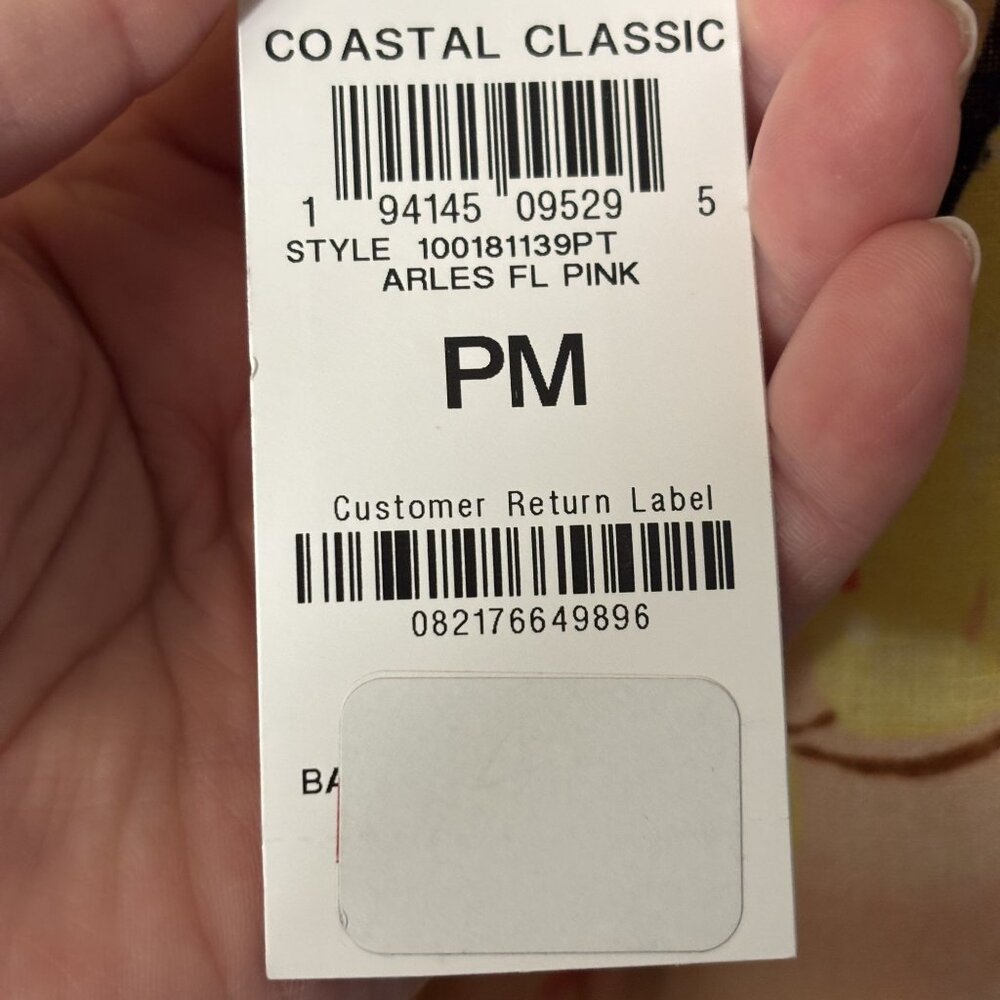 COASTAL CLASSIC
1 94145 09529 5
STYLE 100181139PT
ARLES FL PINK
PM
Customer Return Label
082176649896